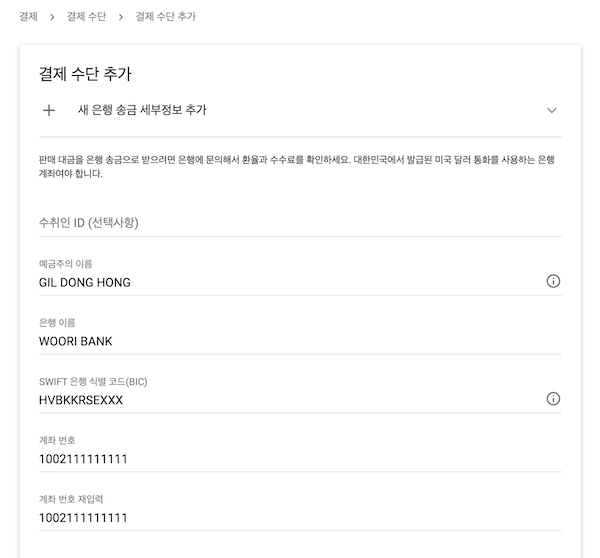 결제 > 결제 수단 > 결제 수단 추가
결제 수단 추가
+ 새 은행 송금 세부정보 추가
판매 대금을 은행 송금으로 받으려면 은행에 문의해서 환율과 수수료를 확인하세요. 대한민국에서 발급된 미국 달러 통화를 사용하는 은행
계좌여야 합니다.
수취인 ID (선택사항)
예금주의 이름
GIL DONG HONG
은행 이름
WOORI BANK
SWIFT 은행 식별 코드(BIC)
HVBKKRSEXXX
계좌 번호
1002111111111
계좌 번호 재입력
1002111111111